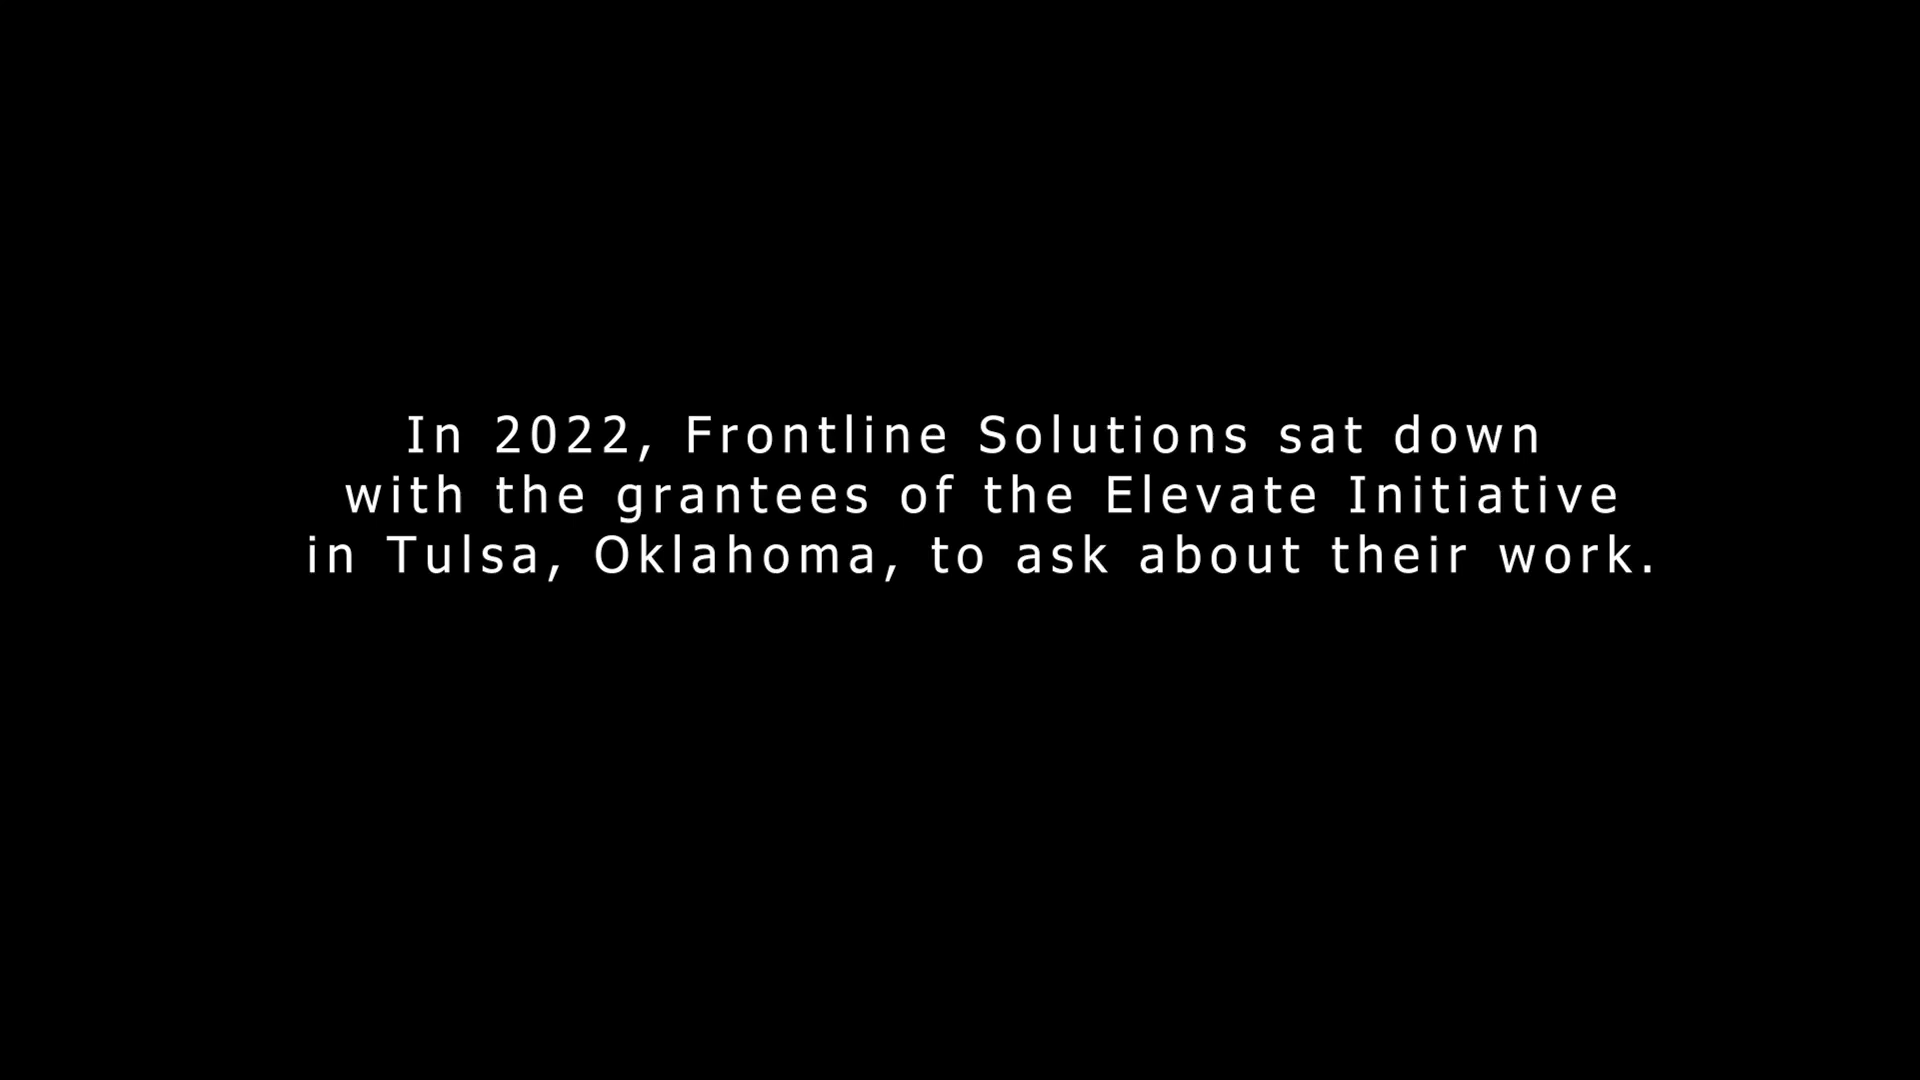 In 2022, Frontline Solutions sat down
with the grantees of the Elevate Initiative
in Tulsa, Oklahoma, to ask about their work.